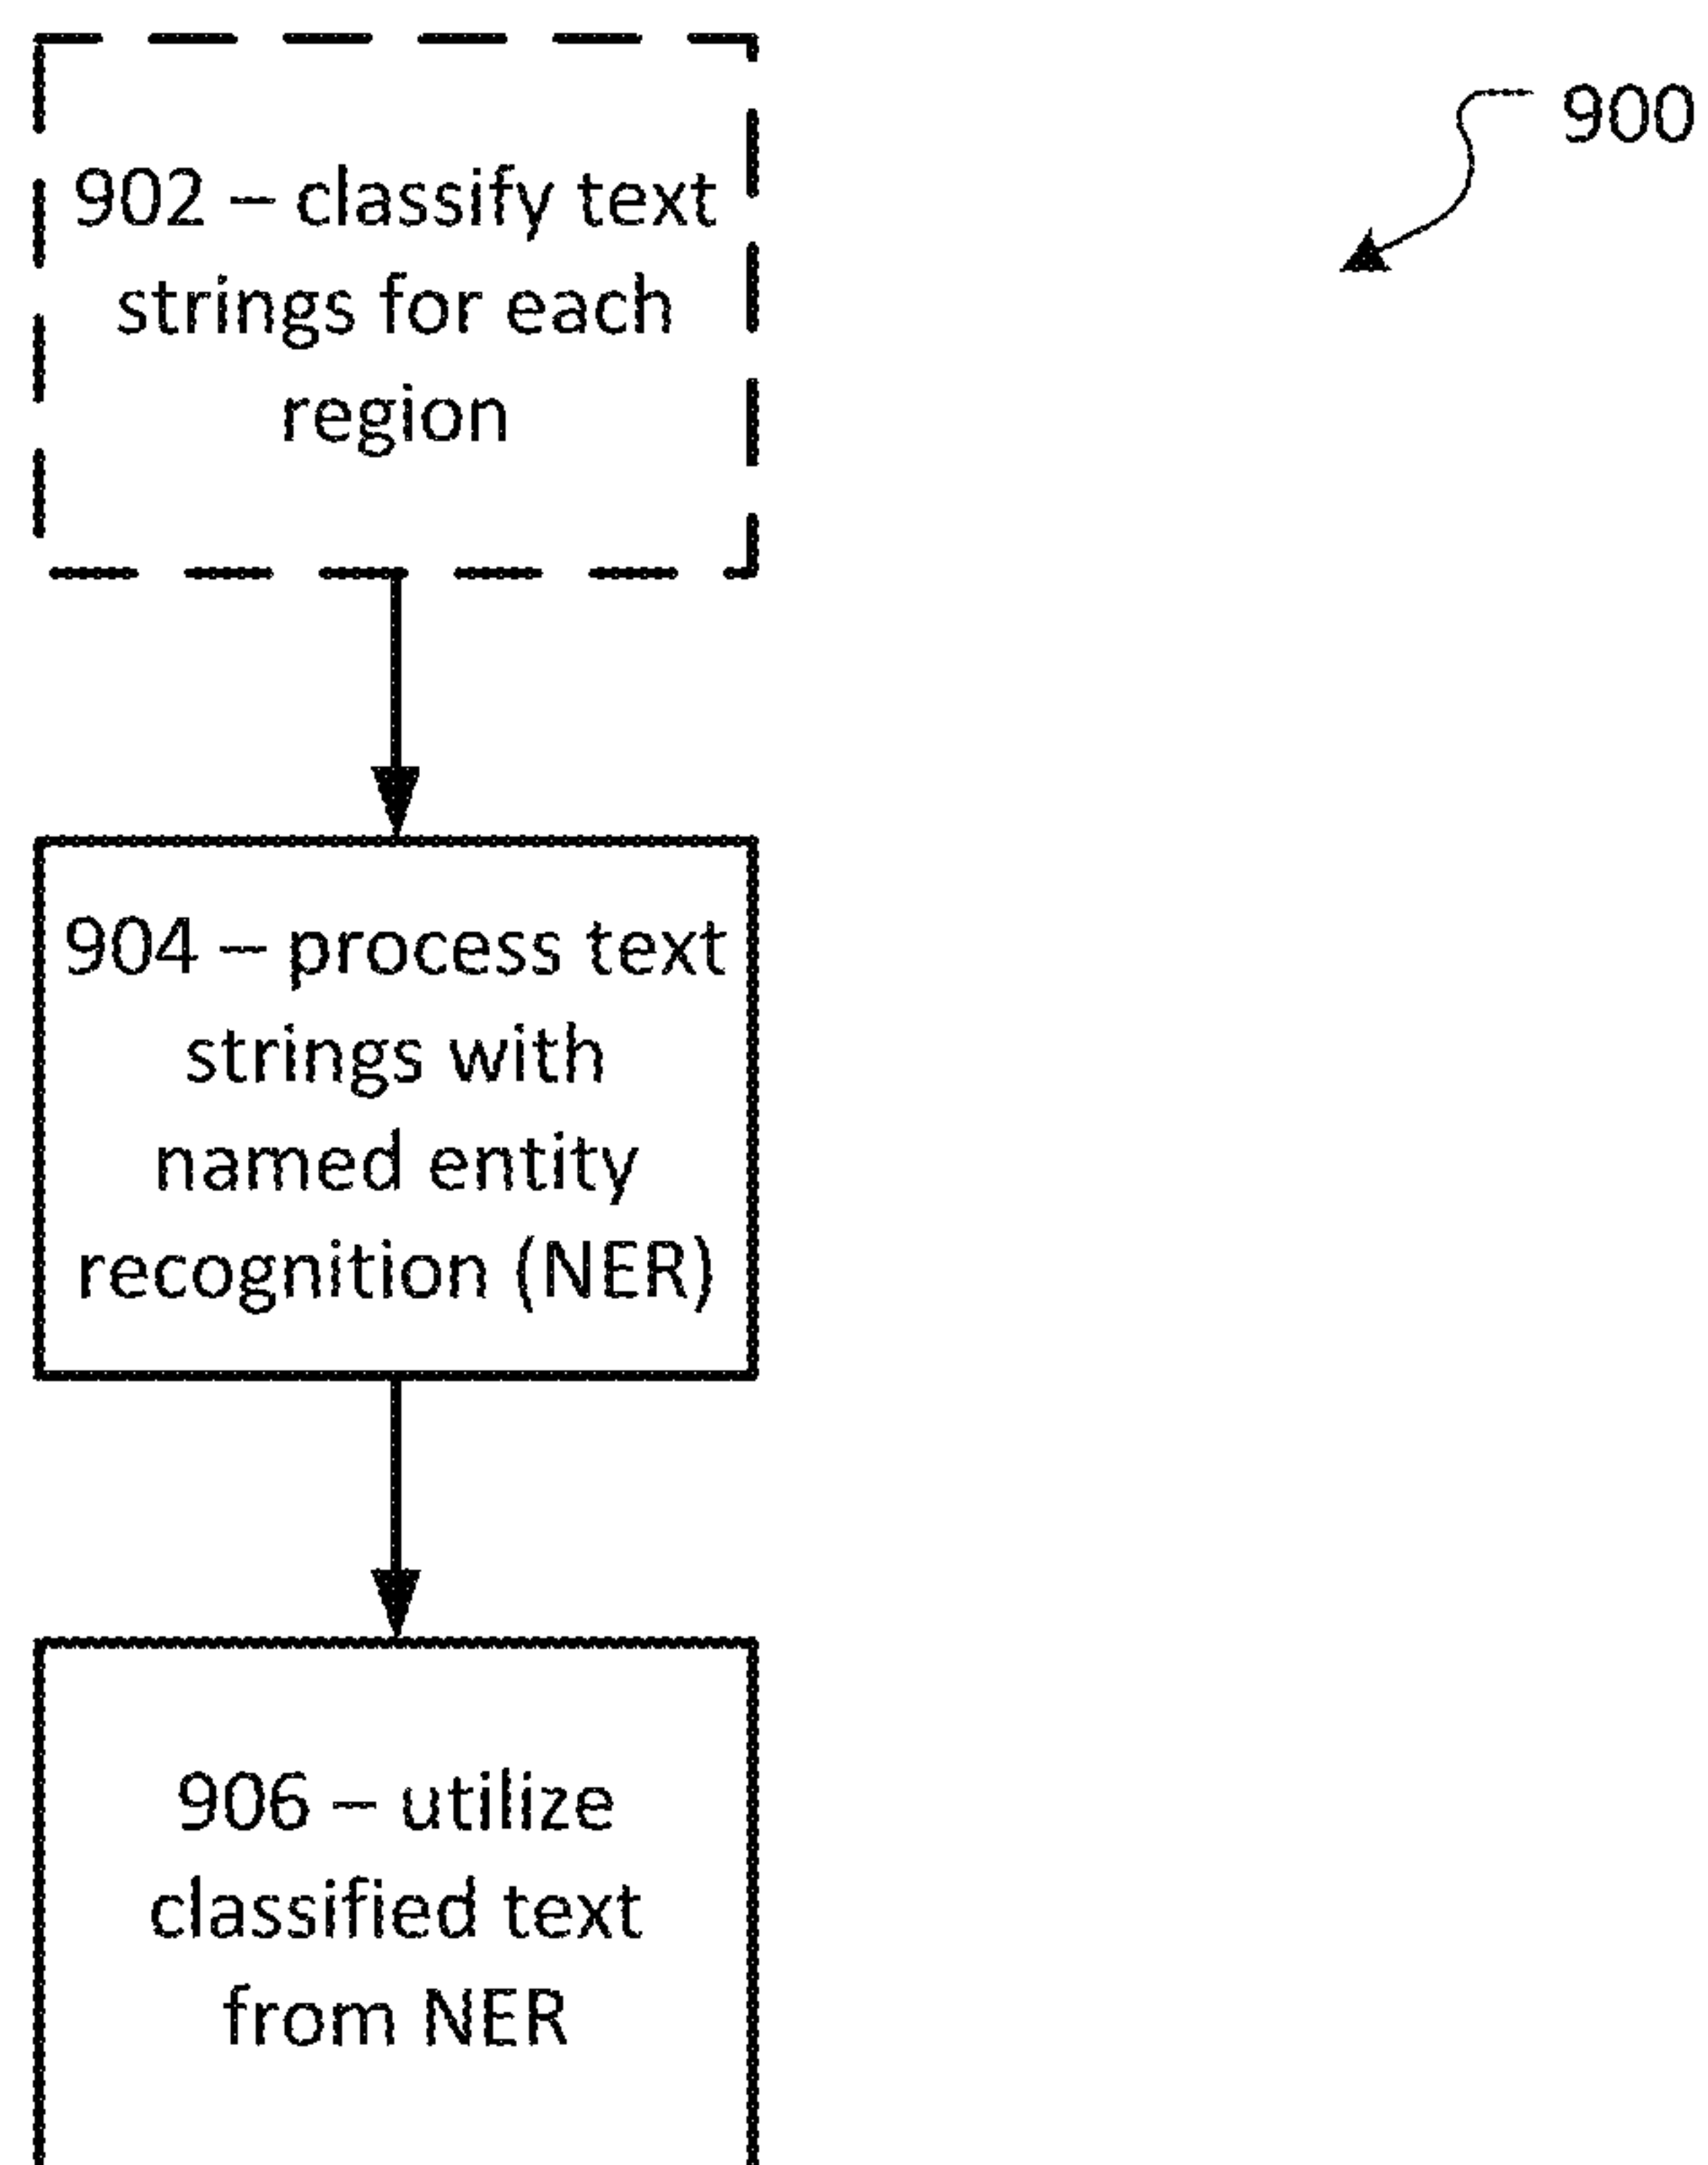 900
902 – classify text
strings for each
region
904 – process text
strings with
named entity
recognition (NER)
906 – utilize
classified text
from NER